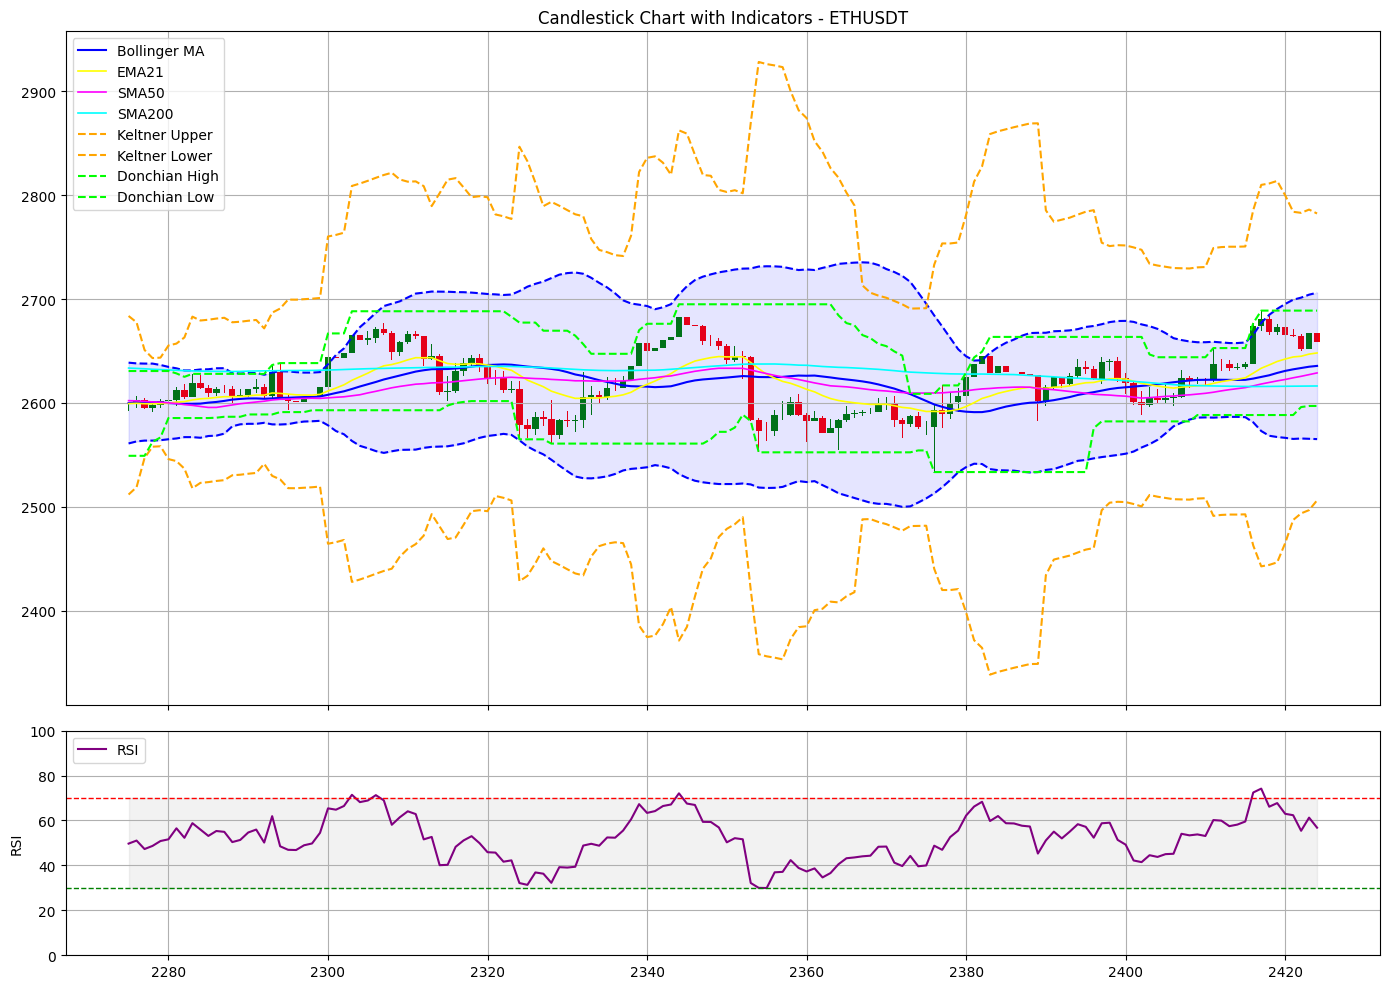 Candlestick Chart with Indicators - ETHUSDT
Bollinger MA
EMA21
SMA50
SMA200
Keltner Upper
Keltner Lower
Donchian High
Donchian Low
2900
2800
2700
2600
2500
2400
RSI
100
80
60
40
20
0
RSI
2280
2300
2320
2340
2360
2380
2400
2420